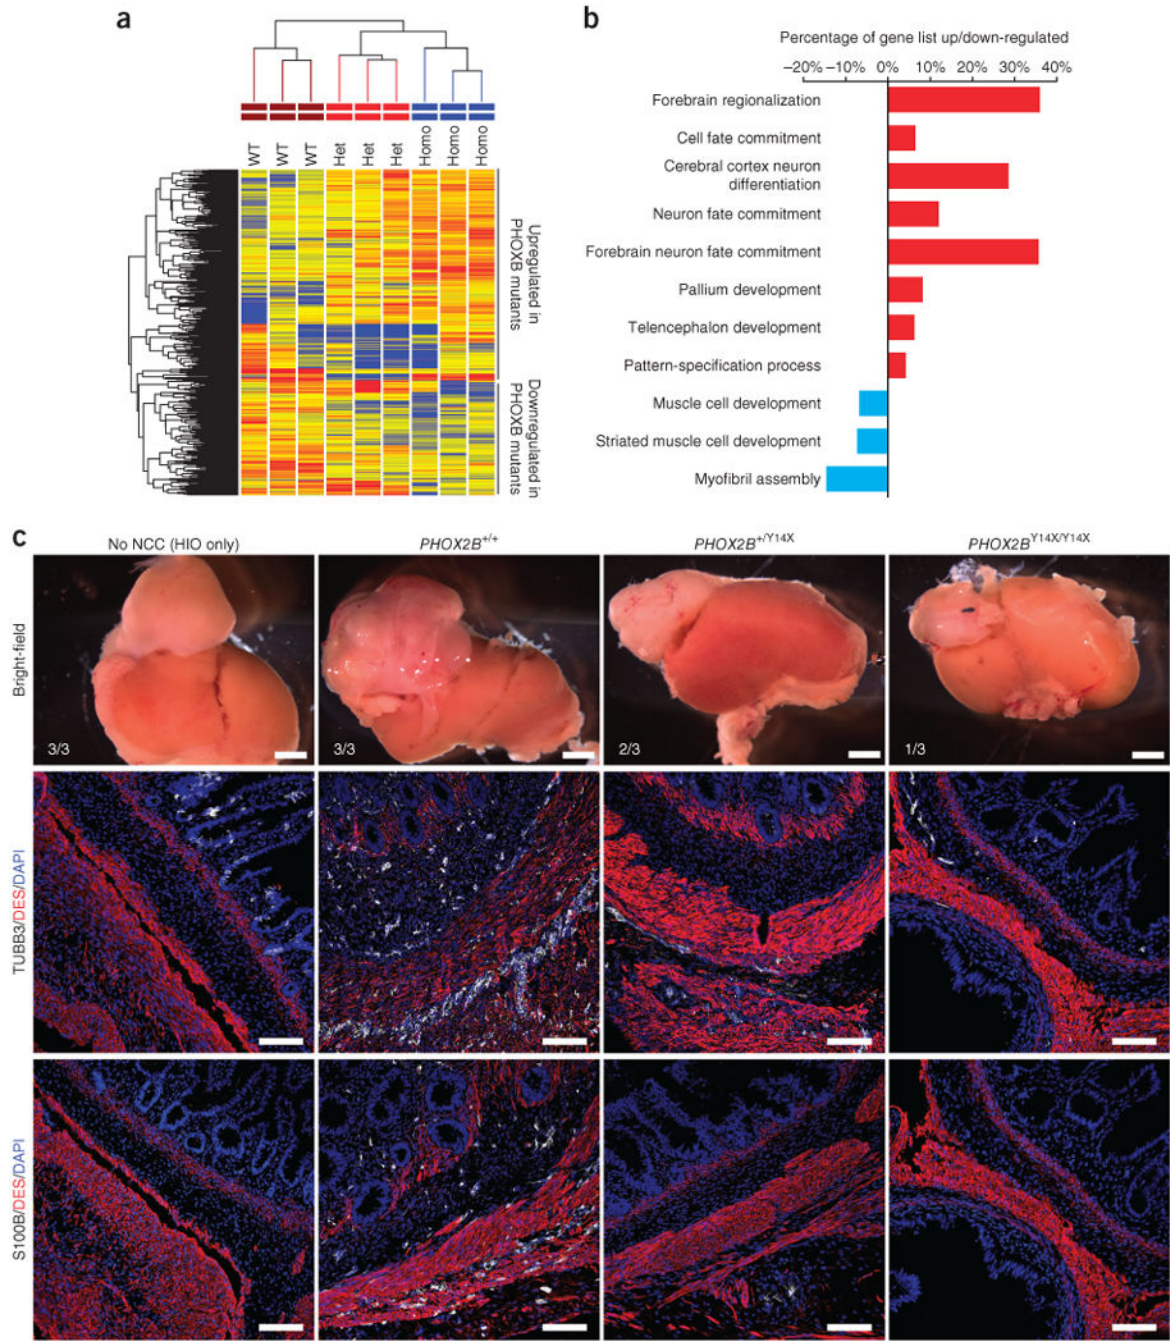 a
WT
WT
WT
Het
Het
Het
Homo
Homo
Homo
Upregulated in
PHOXB mutants
Downregulated in
PHOXB mutants
b
Percentage of gene list up/down-regulated
–20% –10% 0% 10% 20% 30% 40%
Forebrain regionalization
Cell fate commitment
Cerebral cortex neuron
differentiation
Neuron fate commitment
Forebrain neuron fate commitment
Pallium development
Telencephalon development
Pattern-specification process
Muscle cell development
Striated muscle cell development
Myofibril assembly
c
No NCC (HIO only)
PHOX2B+/+
PHOX2B+/Y14X
PHOX2BY14X/Y14X
Bright-field
3/3
3/3
2/3
1/3
TUBB3/DES/DAPI
S100B/DES/DAPI